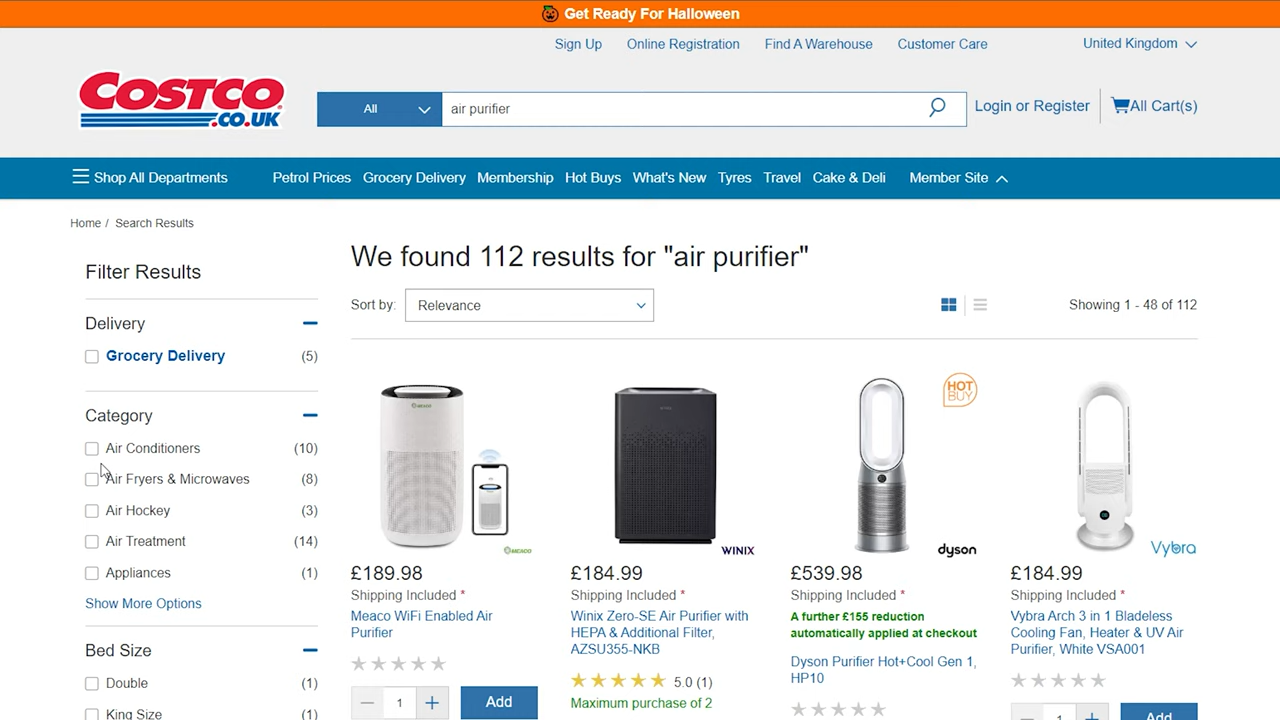 Get Ready For Halloween
Sign Up Online Registration Find A Warehouse Customer Care United Kingdom
COSTCO
.CO.UK
All air purifier Login or Register All Cart(s)
Shop All Departments Petrol Prices Grocery Delivery Membership Hot Buys What's New Tyres Travel Cake & Deli Member Site
Home / Search Results
Filter Results
Delivery
Grocery Delivery (5)
Category
Air Conditioners (10)
Air Fryers & Microwaves (8)
Air Hockey (3)
Air Treatment (14)
Appliances (1)
Show More Options
Bed Size
Double (1)
King Size (1)
We found 112 results for "air purifier"
Sort by: Relevance Showing 1 - 48 of 112
MEACO
MEACO
£189.98
Shipping Included *
Meaco WiFi Enabled Air
Purifier
1 Add
WINIX
£184.99
Shipping Included *
Winix Zero-SE Air Purifier with
HEPA & Additional Filter,
AZSU355-NKB
5.0 (1)
Maximum purchase of 2
HOT
BUY
dyson
£539.98
Shipping Included *
A further £155 reduction
automatically applied at checkout
Dyson Purifier Hot+Cool Gen 1,
HP10
Vybra
£184.99
Shipping Included *
Vybra Arch 3 in 1 Bladeless
Cooling Fan, Heater & UV Air
Purifier, White VSA001
1 Add